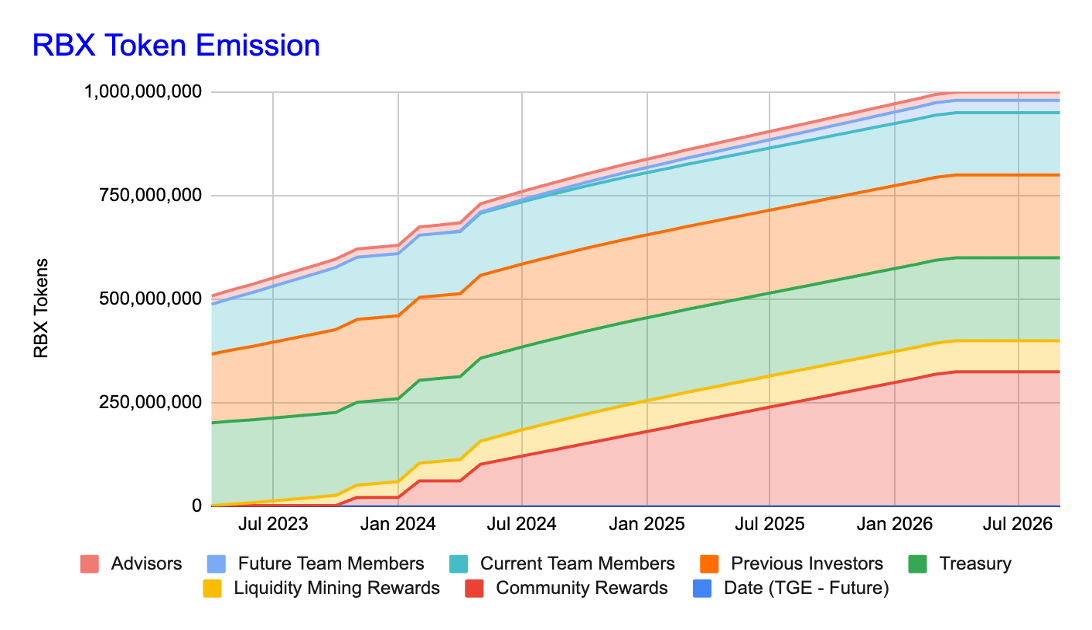 RBX Token Emission
1,000,000,000
750,000,000
500,000,000
250,000,000
0
RBX Tokens
Jul 2023 Jan 2024 Jul 2024 Jan 2025 Jul 2025 Jan 2026 Jul 2026
Advisors Future Team Members Current Team Members Previous Investors Treasury
Liquidity Mining Rewards Community Rewards Date (TGE - Future)